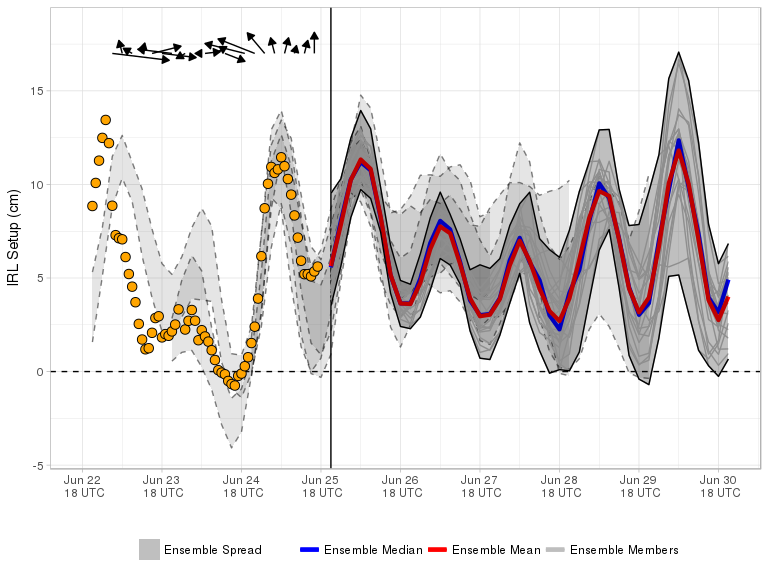 IRL Setup (cm)
15
10
5
0
-5
Jun 22 Jun 23 Jun 24 Jun 25 Jun 26 Jun 27 Jun 28 Jun 29 Jun 30
18 UTC 18 UTC 18 UTC 18 UTC 18 UTC 18 UTC 18 UTC 18 UTC 18 UTC
Ensemble Spread Ensemble Median Ensemble Mean Ensemble Members